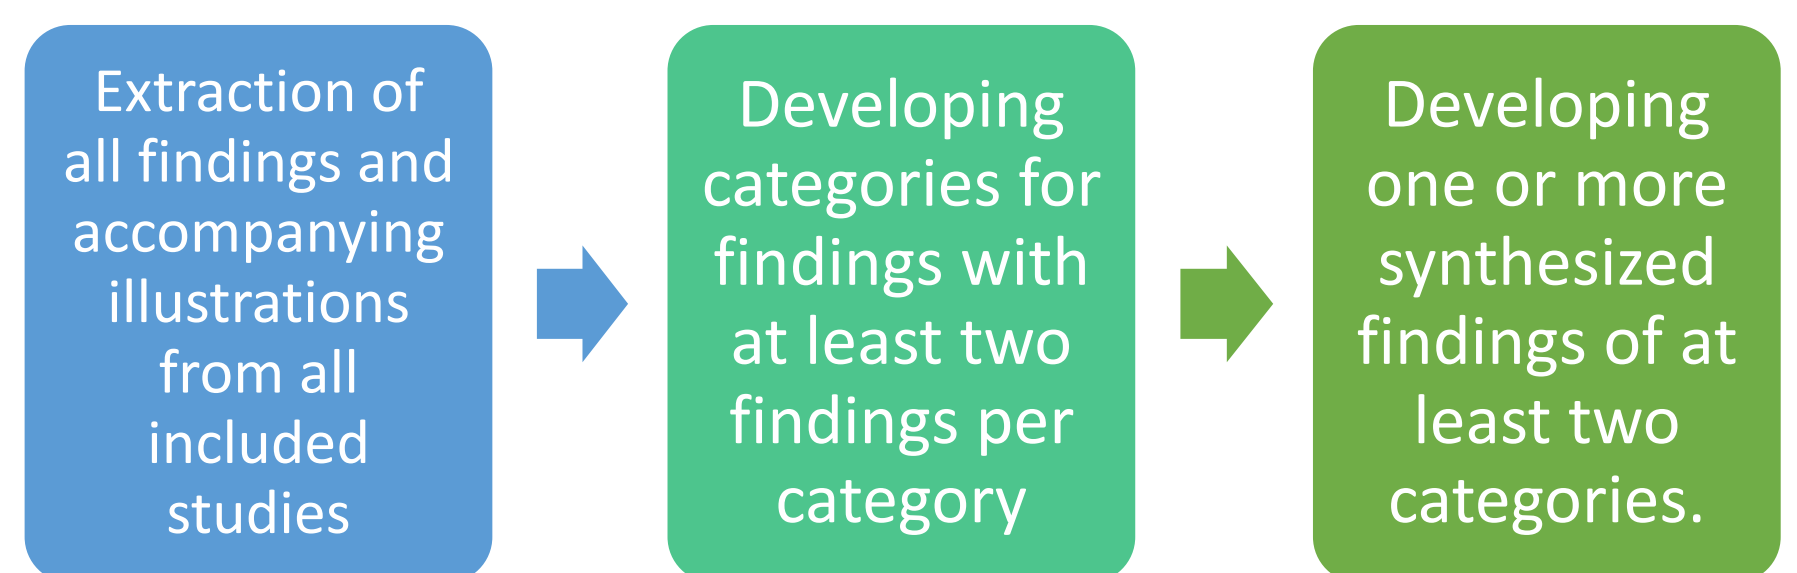 Extraction of
all findings and
accompanying
illustrations
from all
included
studies
Developing
categories for
findings with
at least two
findings per
category
Developing
one or more
synthesized
findings of at
least two
categories.